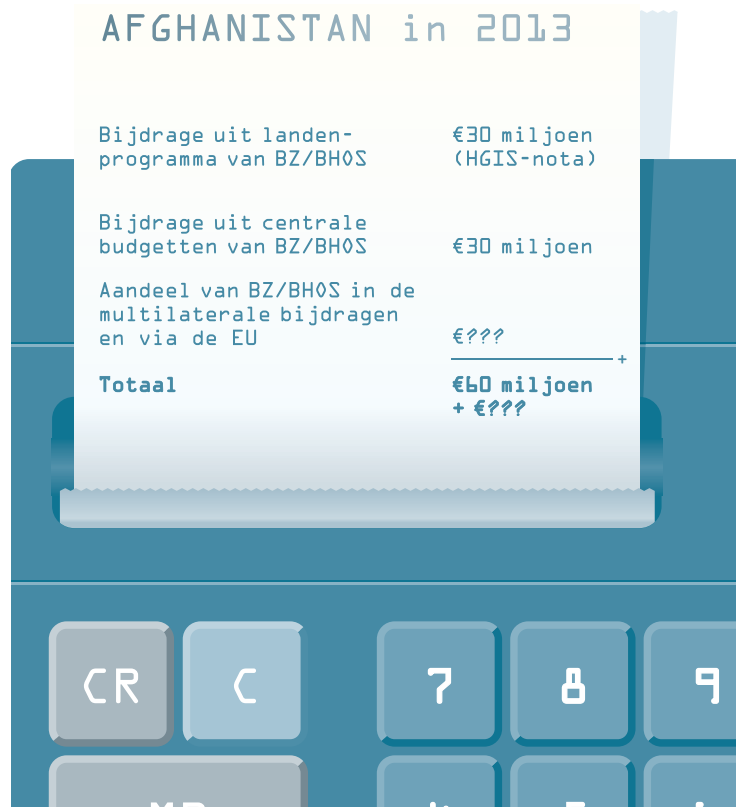 AFGHANISTAN in 2013
Bijdrage uit landen- €30 miljoen
programma van BZ/BHOS (HGIS-nota)
Bijdrage uit centrale
budgetten van BZ/BHOS €30 miljoen
Aandeel van BZ/BHOS in de
multilaterale bijdragen
en via de EU €???
+
Totaal €60 miljoen
+ €???
CR C 7 8 9